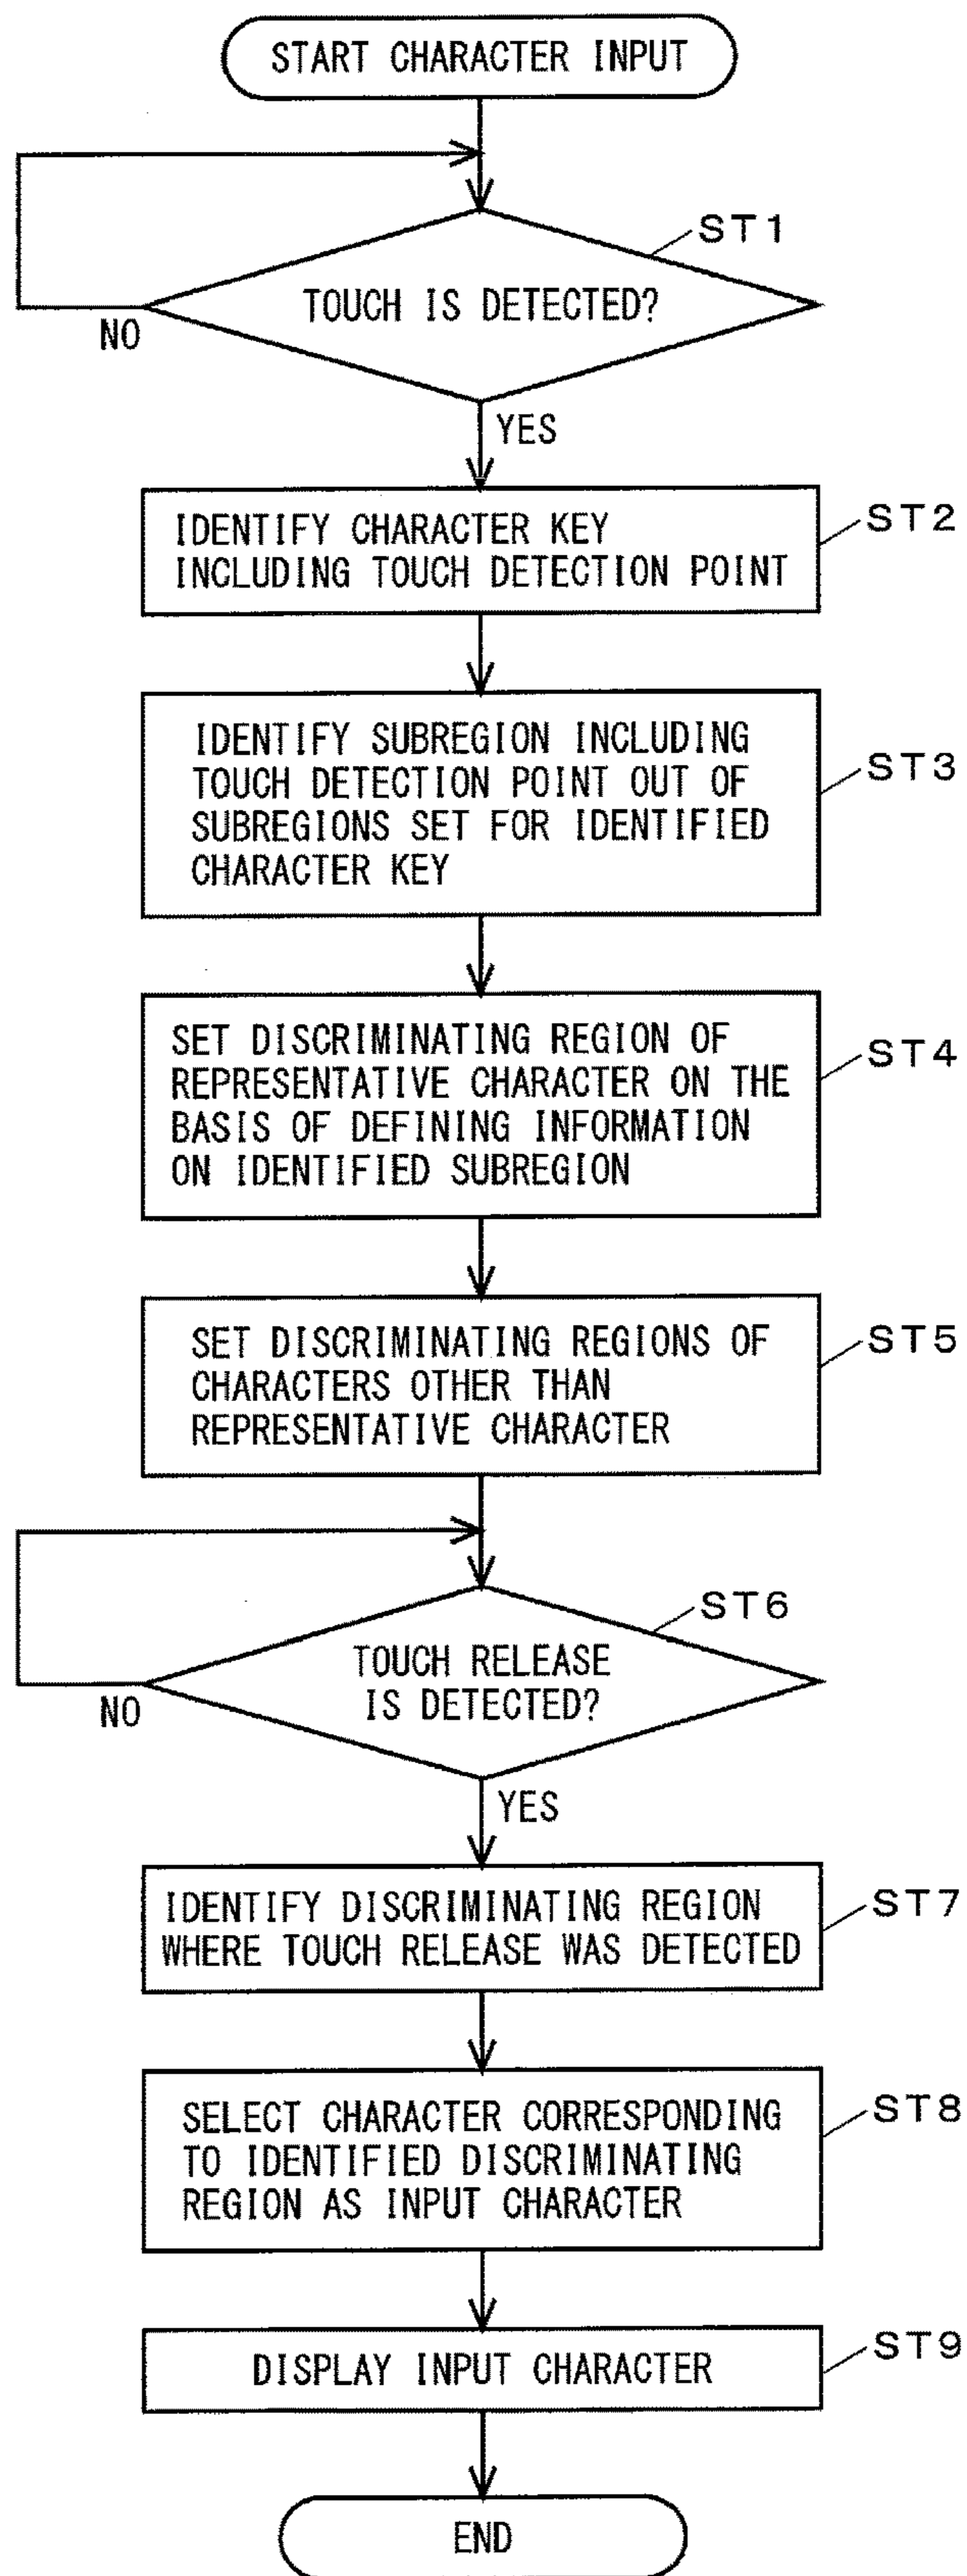 START CHARACTER INPUT
ST1
TOUCH IS DETECTED?
NO
YES
ST2
IDENTIFY CHARACTER KEY
INCLUDING TOUCH DETECTION POINT
ST3
IDENTIFY SUBREGION INCLUDING
TOUCH DETECTION POINT OUT OF
SUBREGIONS SET FOR IDENTIFIED
CHARACTER KEY
ST4
SET DISCRIMINATING REGION OF
REPRESENTATIVE CHARACTER ON THE
BASIS OF DEFINING INFORMATION
ON IDENTIFIED SUBREGION
ST5
SET DISCRIMINATING REGIONS OF
CHARACTERS OTHER THAN
REPRESENTATIVE CHARACTER
ST6
TOUCH RELEASE
IS DETECTED?
NO
YES
ST7
IDENTIFY DISCRIMINATING REGION
WHERE TOUCH RELEASE WAS DETECTED
ST8
SELECT CHARACTER CORRESPONDING
TO IDENTIFIED DISCRIMINATING
REGION AS INPUT CHARACTER
ST9
DISPLAY INPUT CHARACTER
END